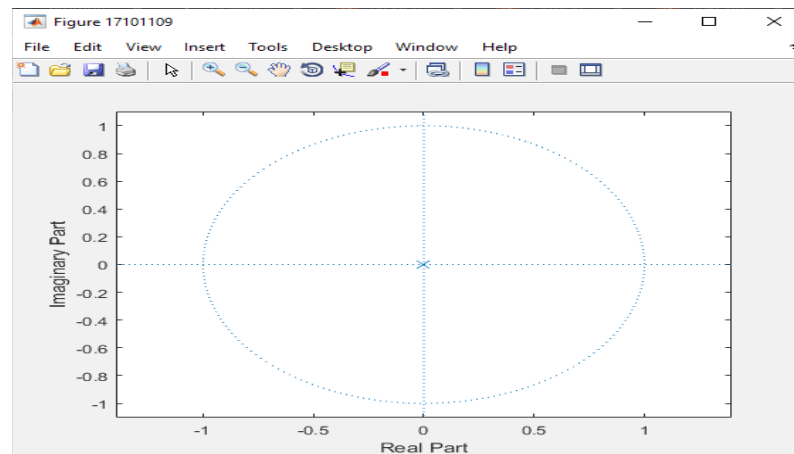 Figure 17101109
File Edit View Insert Tools Desktop Window Help
1
0.8
0.6
0.4
0.2
0
-0.2
-0.4
-0.6
-0.8
-1
Imaginary Part
-1 -0.5 0 0.5 1
Real Part